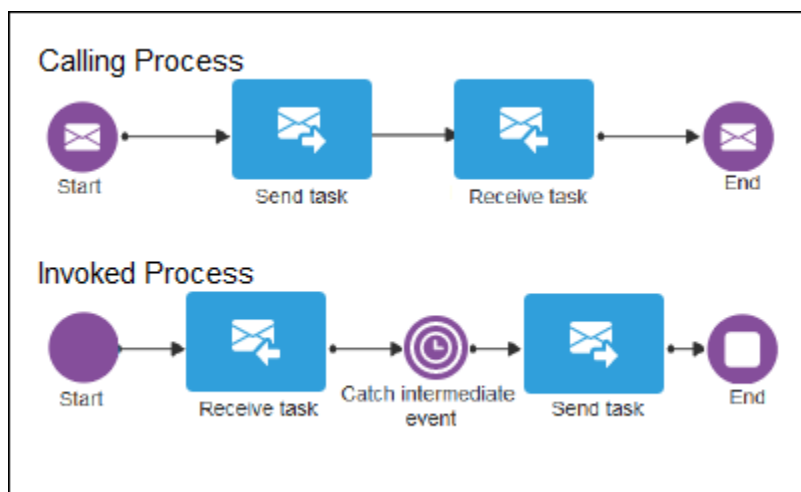 Calling Process
Start
Send task
Receive task
End
Invoked Process
Start
Receive task
Catch intermediate
event
Send task
End